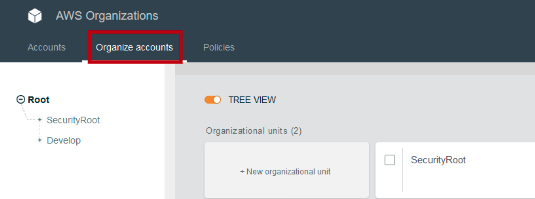 AWS Organizations
Accounts Organize accounts Policies
Root
SecurityRoot
Develop
TREE VIEW
Organizational units (2)
+ New organizational unit
SecurityRoot